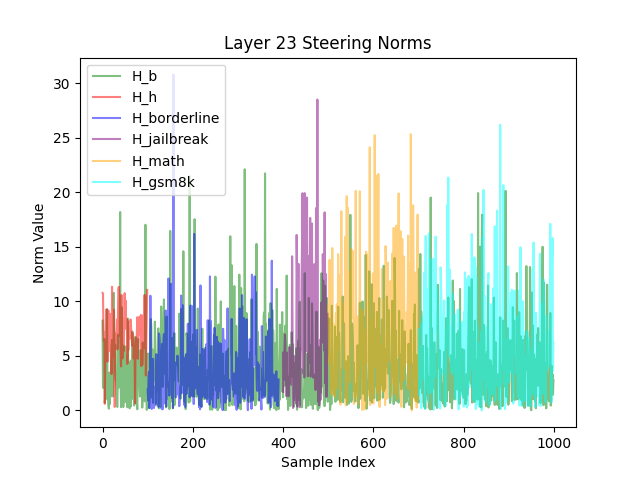 Layer 23 Steering Norms
H_b
H_h
H_borderline
H_jailbreak
H_math
H_gsm8k
Norm Value
30
25
20
15
10
5
0
0 200 400 600 800 1000
Sample Index